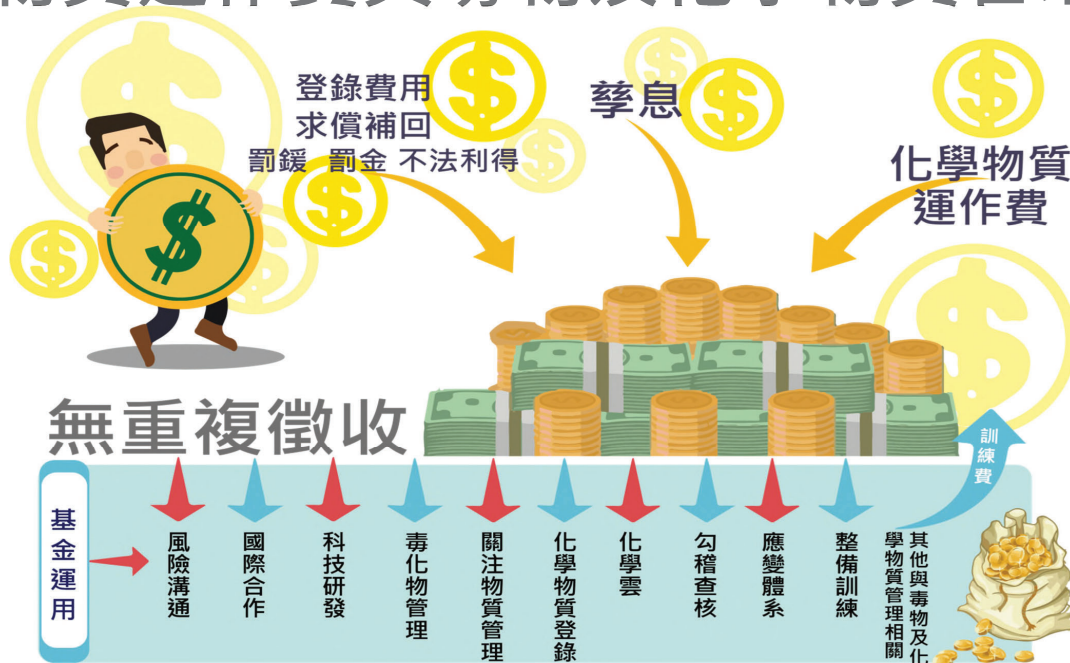 登錄費用
求償補回
罰鍰 罰金 不法利得
孳息
化學物質
運作費
無重複徵收
訓練費
基金運用
風險溝通
國際合作
科技研發
毒化物管理
關注物質管理
化學物質登錄
化學雲
勾稽查核
應變體系
整備訓練
其他與毒物及化
學物質管理相關